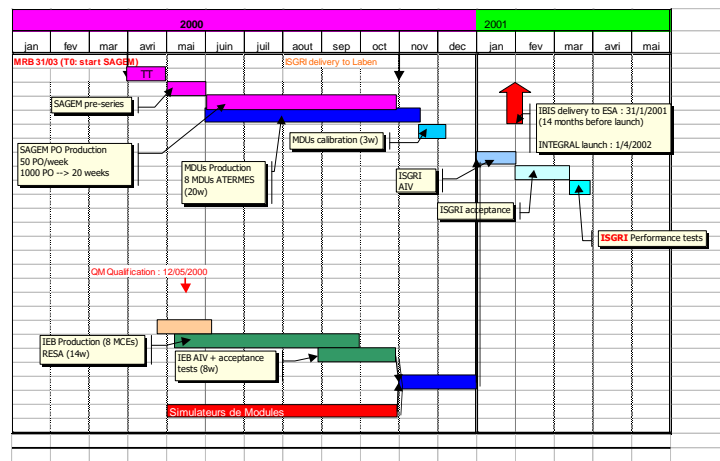 2000
2001
jan fev mar avri mai juin juil aout sep oct nov dec jan fev mar avri mai
MRB 31/03 (T0: start SAGEM)
ISGRI delivery to Laben
TT
SAGEM pre-series
IBIS delivery to ESA : 31/1/2001
(14 months before launch)
INTEGRAL launch : 1/4/2002
MDUs calibration (3w)
SAGEM PO Production
50 PO/week
1000 PO --> 20 weeks
MDUs Production
8 MDUs ATERMES
(20w)
ISGRI
AIV
ISGRI acceptance
ISGRI Performance tests
QM Qualification : 12/05/2000
IEB Production (8 MCEs)
RESA (14w)
IEB AIV + acceptance
tests (8w)
Simulateurs de Modules